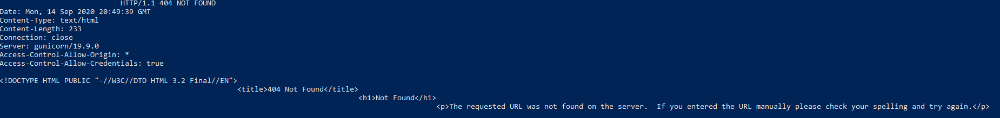 HTTP/1.1 404 NOT FOUND
Date: Mon, 14 Sep 2020 20:49:39 GMT
Content-Type: text/html
Content-Length: 233
Connection: close
Server: gunicorn/19.9.0
Access-Control-Allow-Origin: *
Access-Control-Allow-Credentials: true
<!DOCTYPE HTML PUBLIC "-//W3C//DTD HTML 3.2 Final//EN">
<title>404 Not Found</title>
<h1>Not Found</h1>
<p>The requested URL was not found on the server.  If you entered the URL manually please check your spelling and try again.</p>